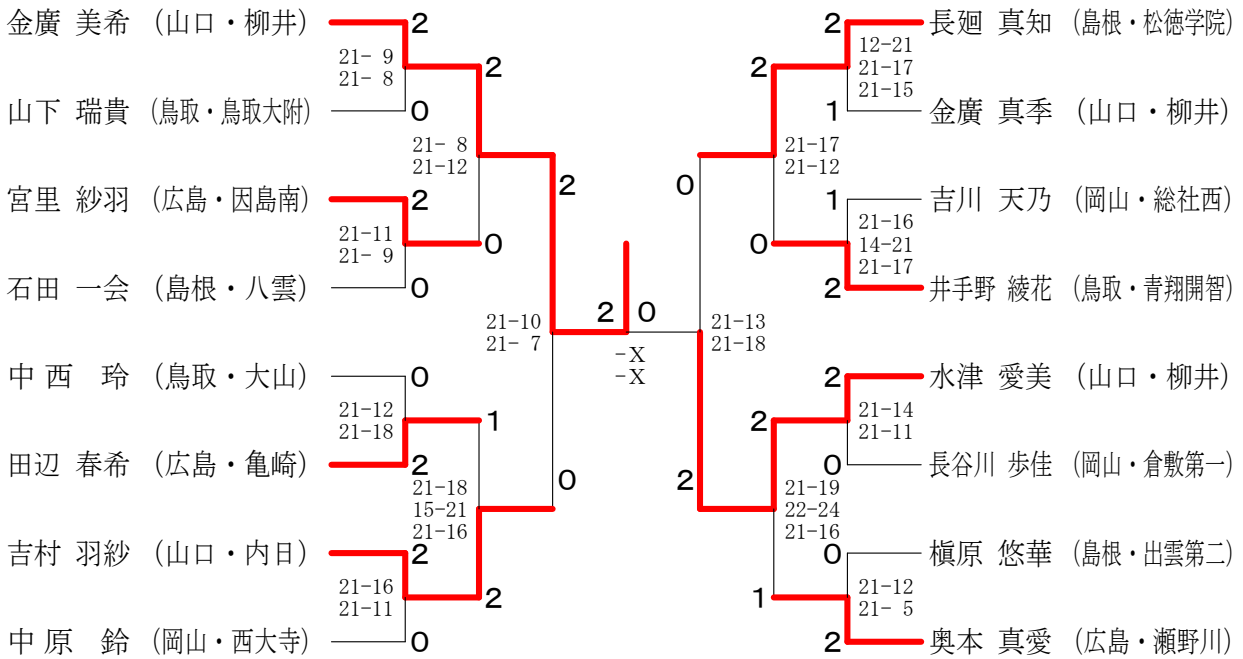 金廣 美希 (山口・柳井) 2
21- 9
21- 8
2
山下 瑞貴 (鳥取・鳥取大附) 0
21- 8
21-12
2
宮里 紗羽 (広島・因島南) 2
21-11
21- 9
0
石田 一会 (島根・八雲) 0
21-10
21- 7
中西 玲 (鳥取・大山) 0
21-12
21-18
1
田辺 春希 (広島・亀崎) 2
21-18
15-21
21-16
0
吉村 羽紗 (山口・内日) 2
21-16
21-11
2
中原 鈴 (岡山・西大寺) 0
2 0
-X
-X
2 長廻 真知 (島根・松徳学院)
12-21
21-17
21-15
2
1 金廣 真季 (山口・柳井)
21-17
21-12
0
1 吉川 天乃 (岡山・総社西)
21-16
14-21
21-17
0
2 井手野 綾花 (鳥取・青翔開智)
21-13
21-18
2 水津 愛美 (山口・柳井)
21-14
21-11
2
0 長谷川 歩佳 (岡山・倉敷第一)
21-19
22-24
21-16
2
0 槇原 悠華 (島根・出雲第二)
21-12
21- 5
1
2 奥本 真愛 (広島・瀬野川)